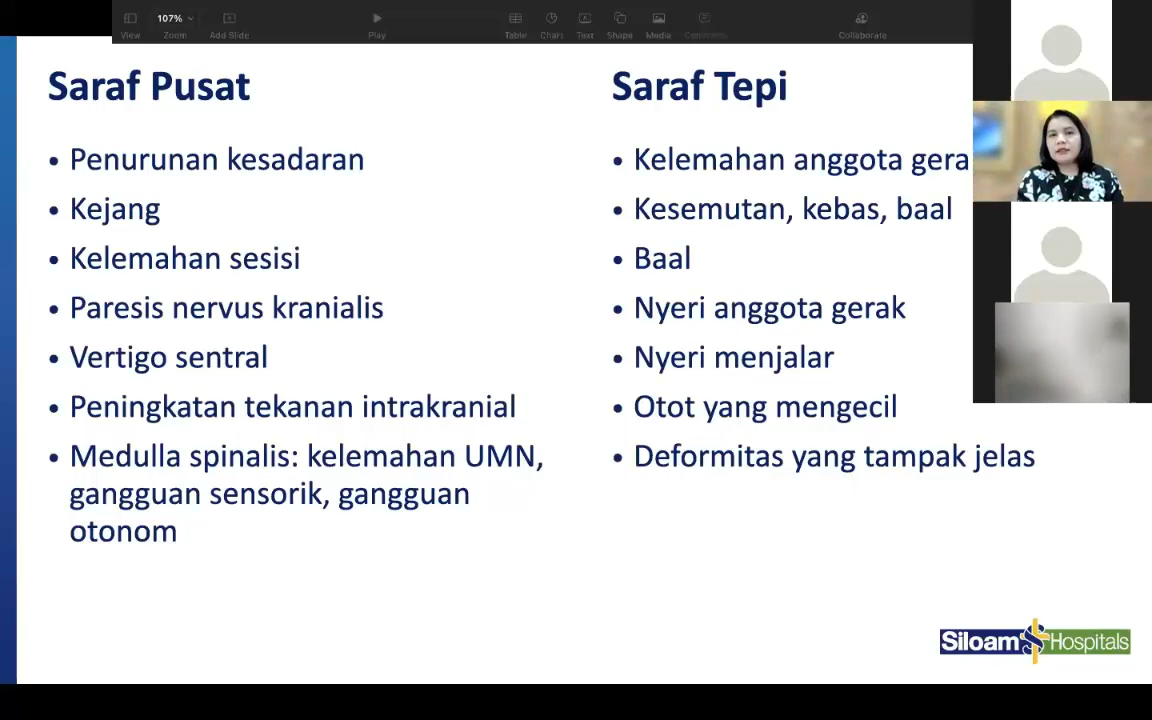 107%
View
Zoom
Add Slide
Play
Table
Chart
Text
Shape
Media
Comment
Collaborate
Saraf Pusat
• Penurunan kesadaran
• Kejang
• Kelemahan sesisi
• Paresis nervus kranialis
• Vertigo sentral
• Peningkatan tekanan intrakranial
• Medulla spinalis: kelemahan UMN,
gangguan sensorik, gangguan
otonom
Saraf Tepi
• Kelemahan anggota gera
• Kesemutan, kebas, baal
• Baal
• Nyeri anggota gerak
• Nyeri menjalar
• Otot yang mengecil
• Deformitas yang tampak jelas
Siloam Hospitals